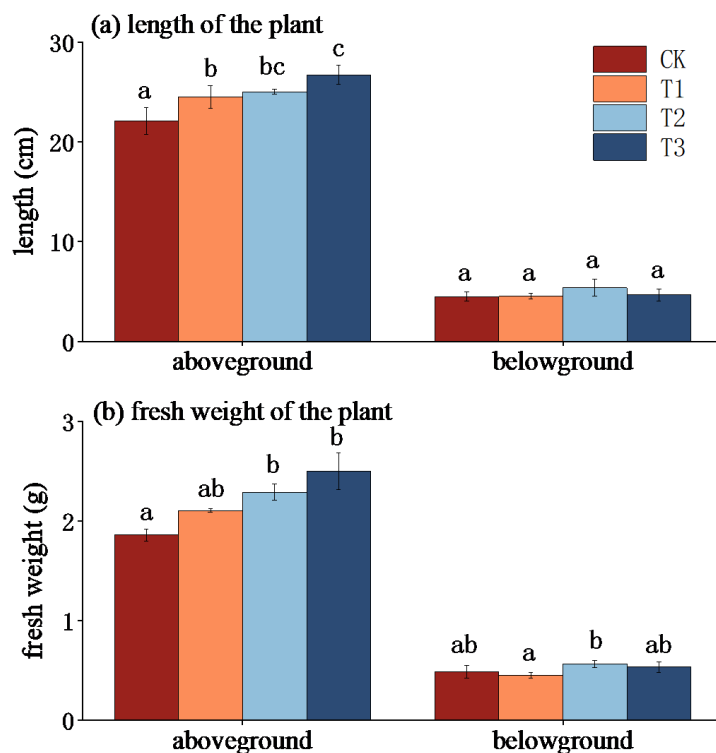 (a) length of the plant
30
20
10
0
length (cm)
a
b
bc
c
a
a
a
a
CK
T1
T2
T3
aboveground
belowground
(b) fresh weight of the plant
3
2
1
0
fresh weight (g)
a
ab
b
b
ab
a
b
ab
aboveground
belowground